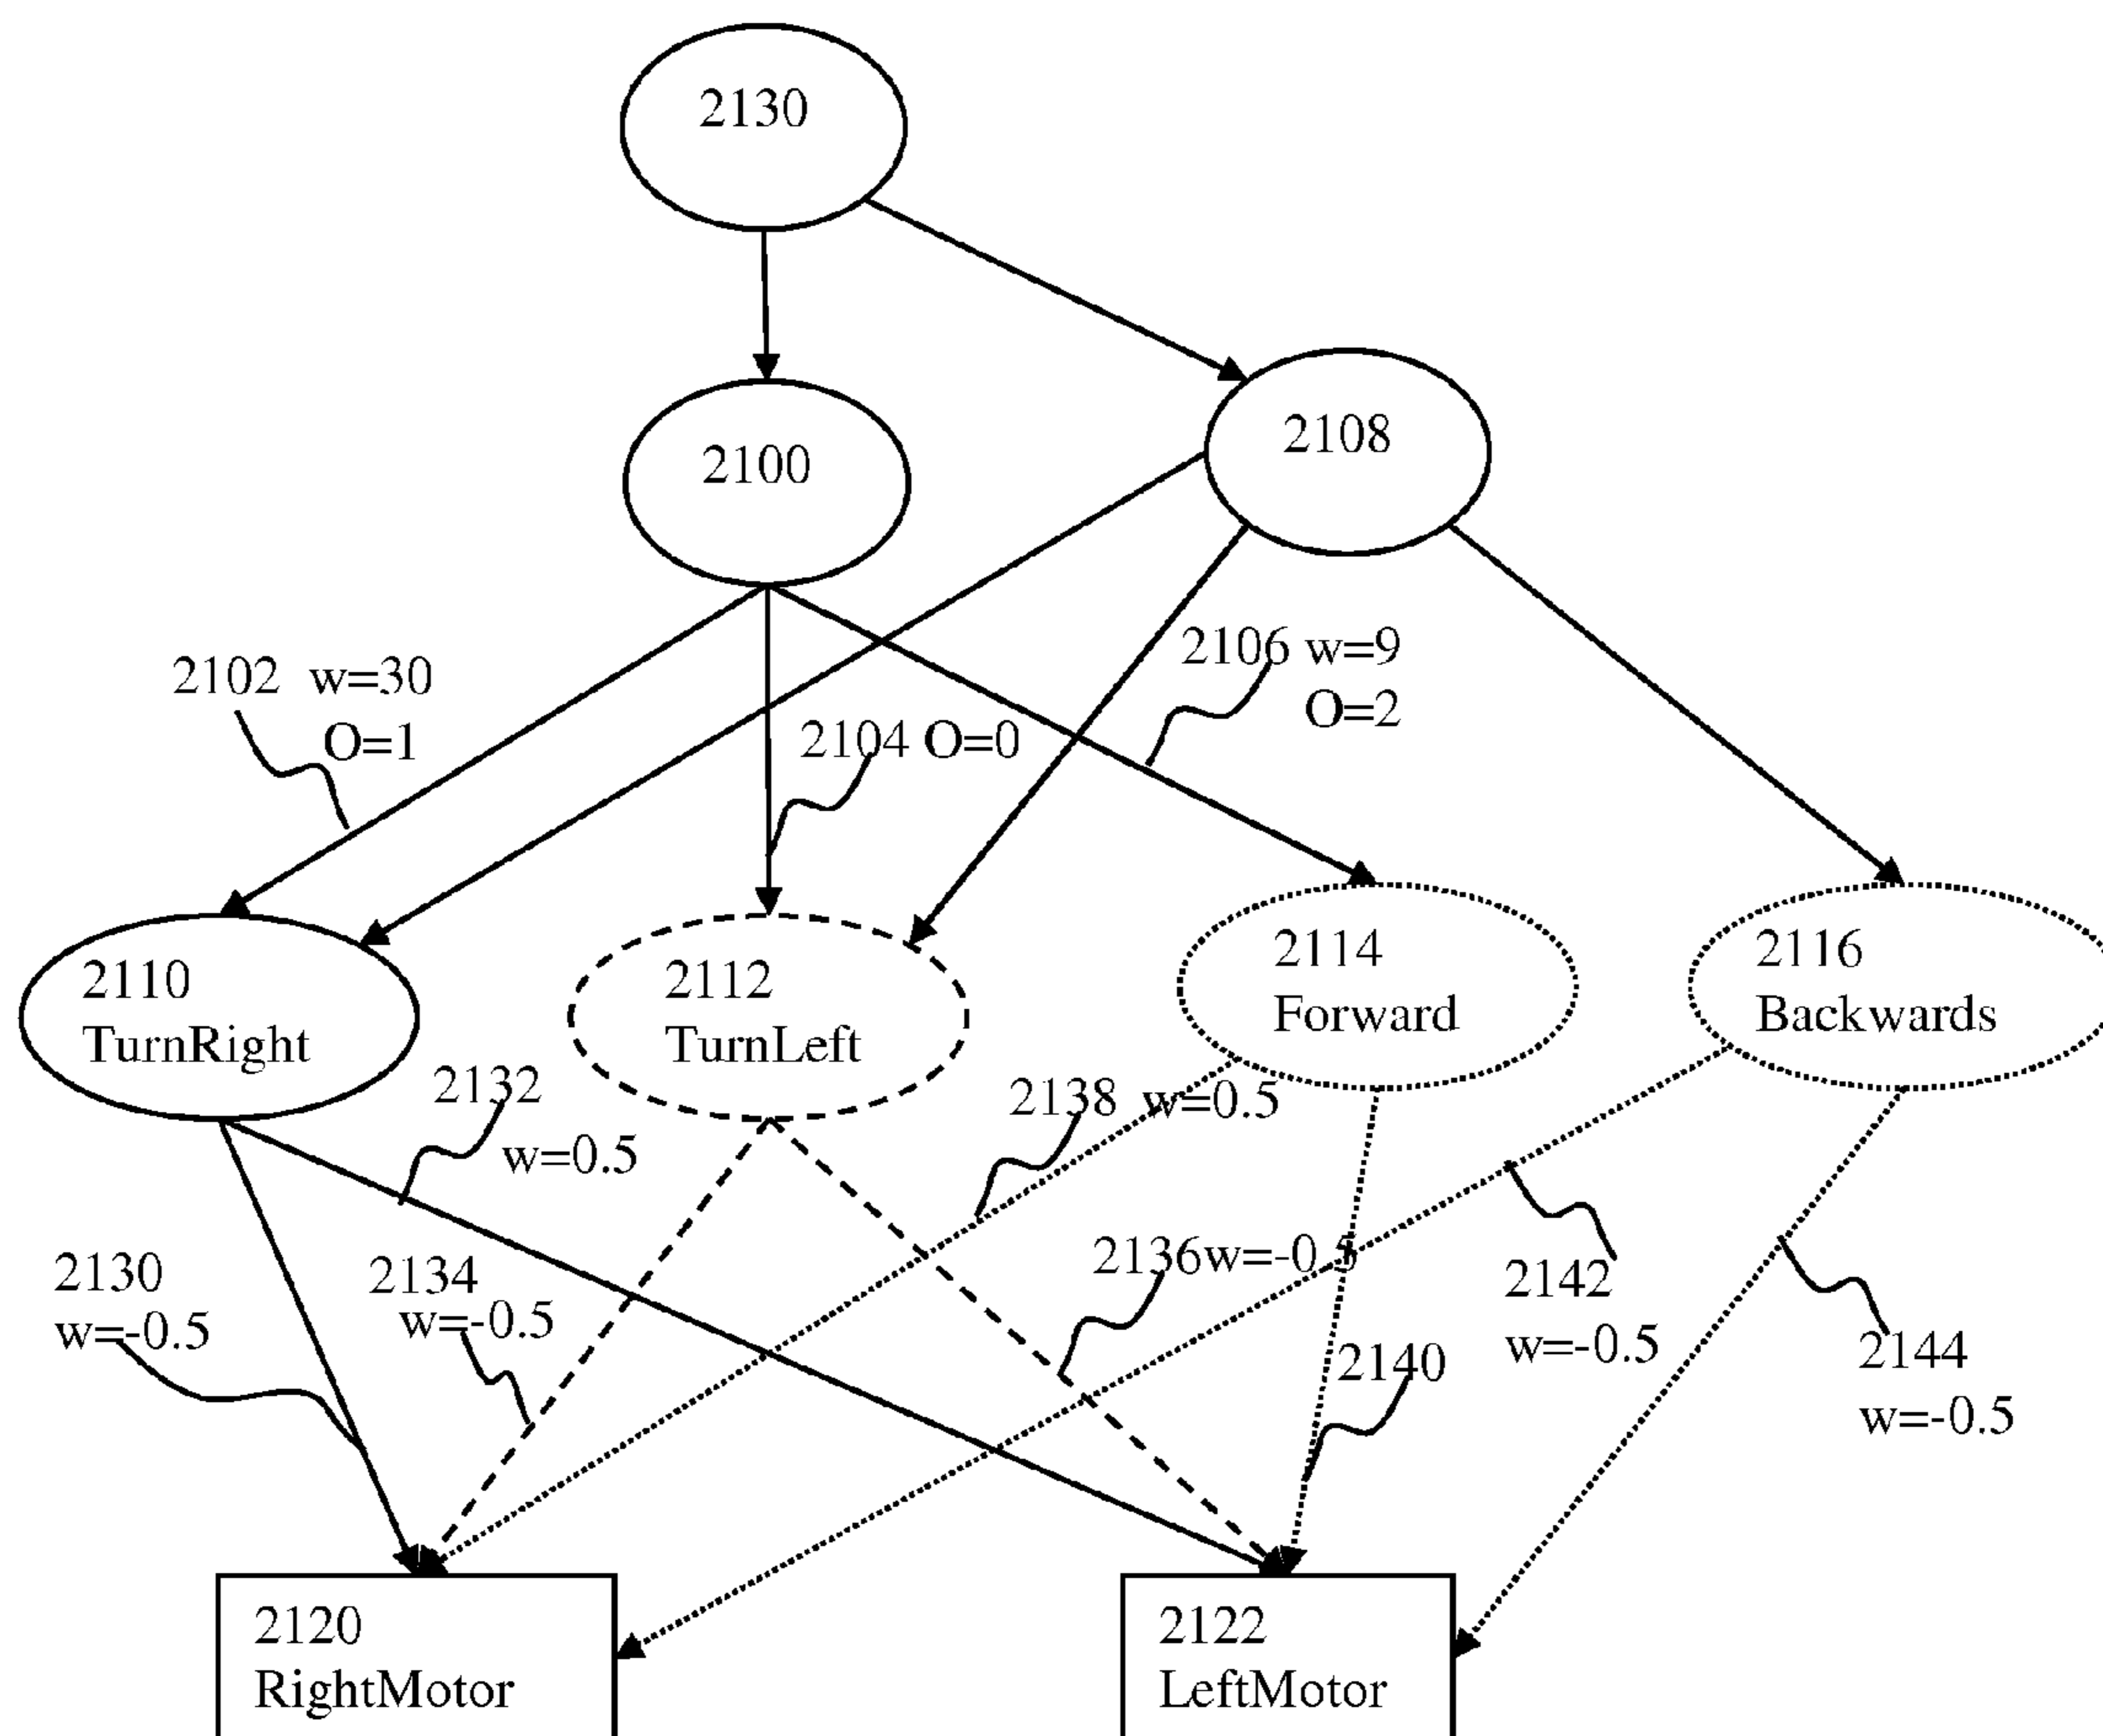 2130
2100
2108
2102 w=30
O=1
2104 O=0
2106 w=9
O=2
2110
TurnRight
2112
TurnLeft
2114
Forward
2116
Backwards
2132
w=0.5
2138 w=0.5
2130
w=-0.5
2134
w=-0.5
2136w=-0.5
2140
2142
w=-0.5
2144
w=-0.5
2120
RightMotor
2122
LeftMotor